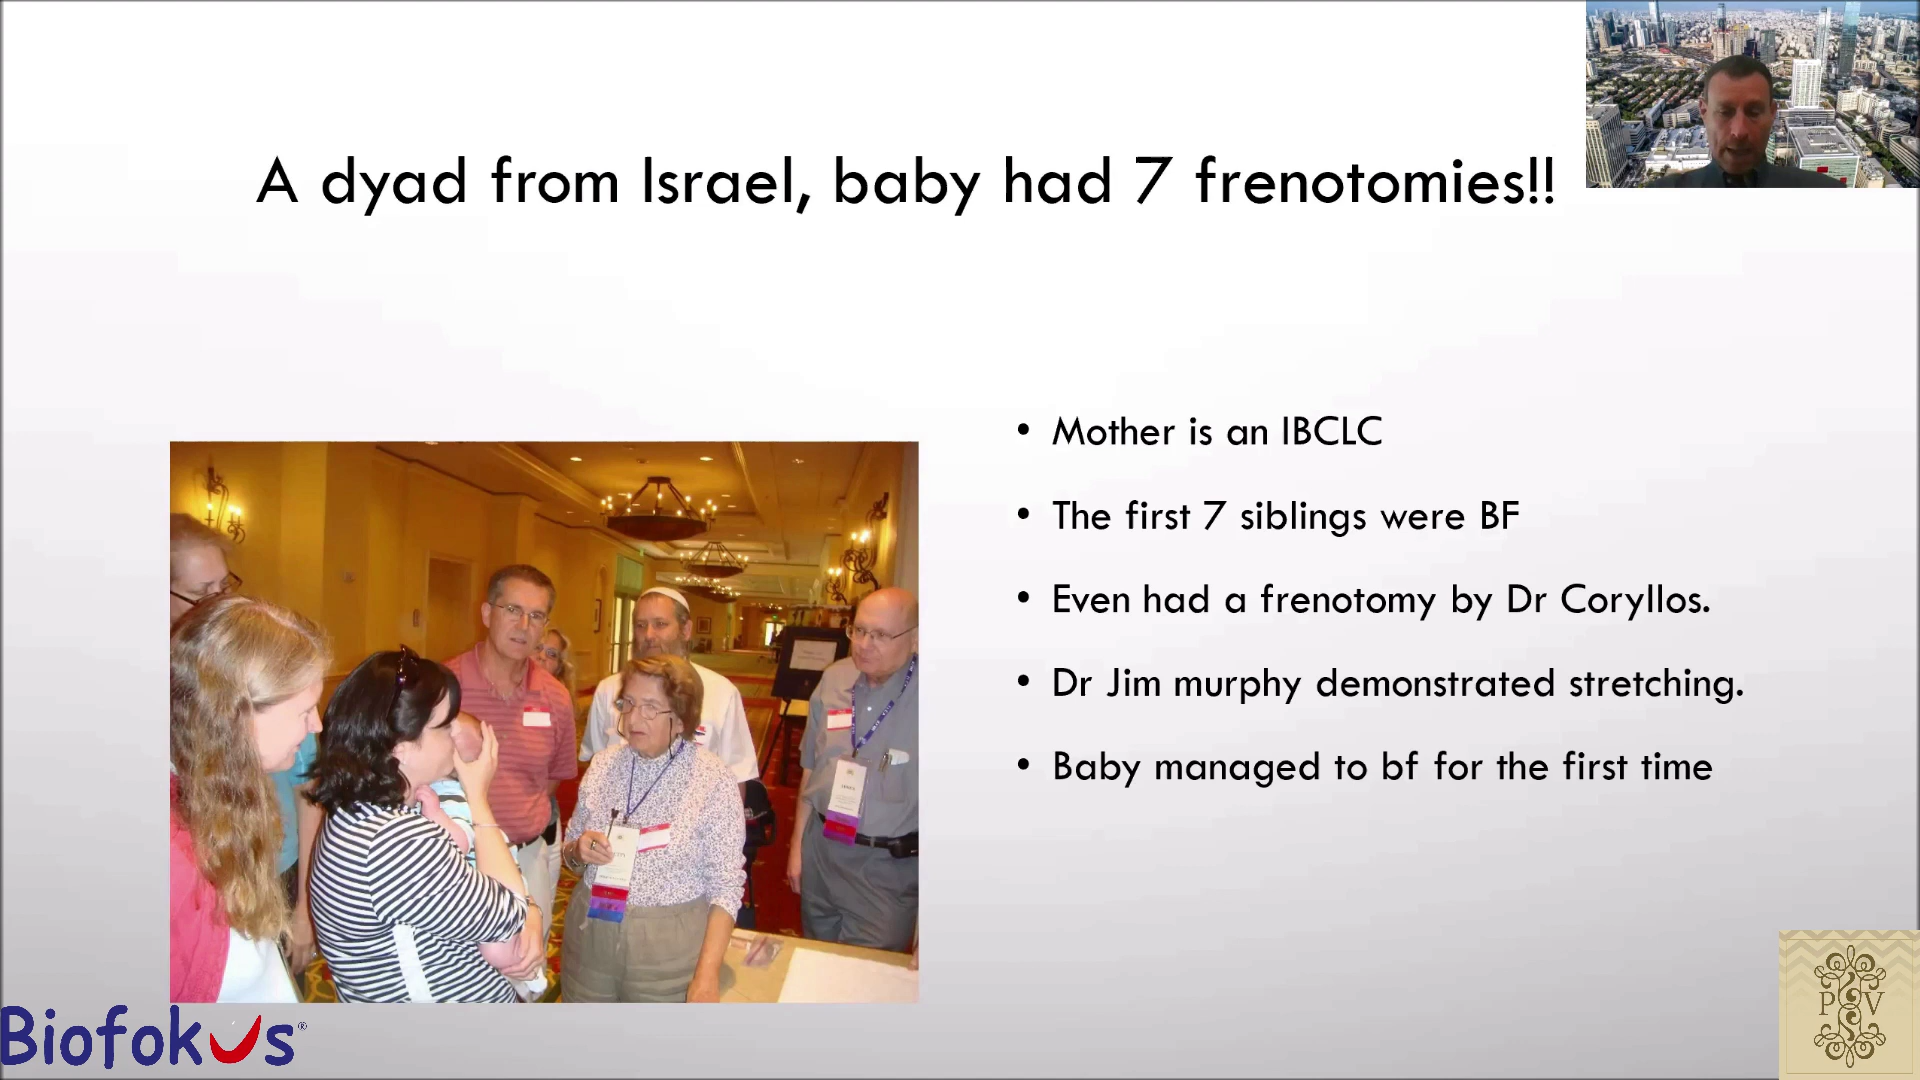 A dyad from Israel, baby had 7 frenotomies!!
• Mother is an IBCLC
• The first 7 siblings were BF
• Even had a frenotomy by Dr Coryllos.
• Dr Jim murphy demonstrated stretching.
• Baby managed to bf for the first time
Biofokus®
P S V